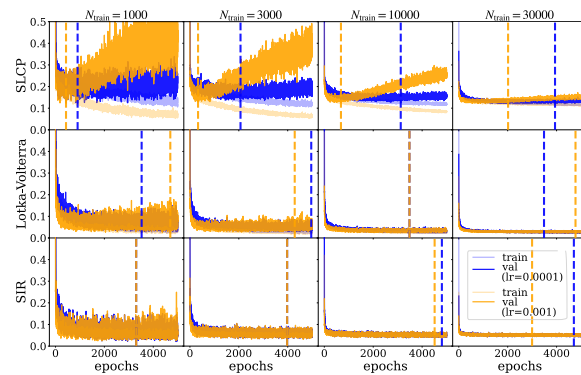 N_train = 1000 N_train = 3000 N_train = 10000 N_train = 30000
SLCP
0.5
0.4
0.3
0.2
0.1
0.0
Lotka-Volterra
0.4
0.3
0.2
0.1
0.0
SIR
0.4
0.3
0.2
0.1
0.0
train
val
(lr=0.0001)
train
val
(lr=0.001)
0 2000 4000 0 2000 4000 0 2000 4000 0 2000 4000
epochs epochs epochs epochs